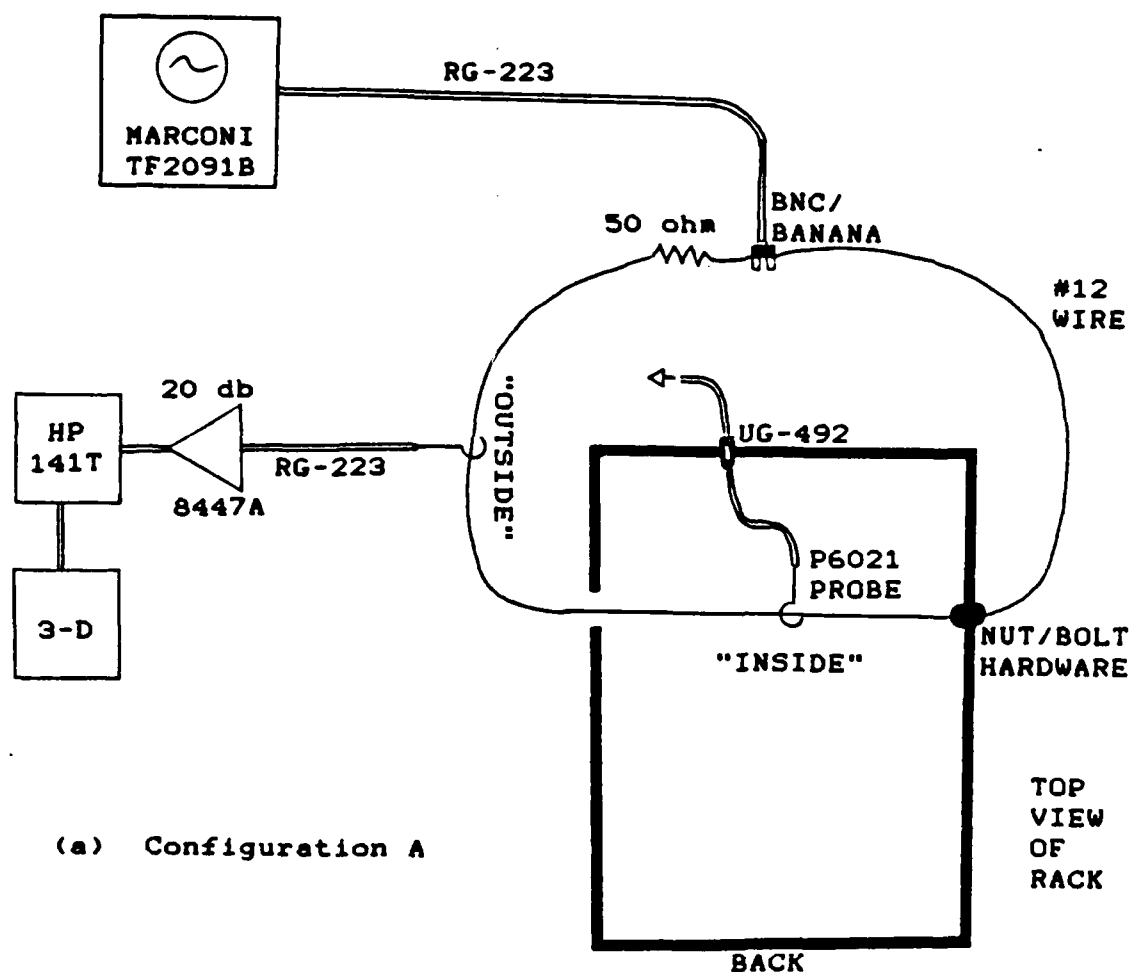 RG-223
MARCONI
TF2091B
BNC/
BANANA
50 ohm
#12
WIRE
20 db
"OUTSIDE"
HP
141T
UG-492
RG-223
8447A
P6021
PROBE
3-D
NUT/BOLT
HARDWARE
"INSIDE"
TOP
VIEW
OF
RACK
(a) Configuration A
BACK